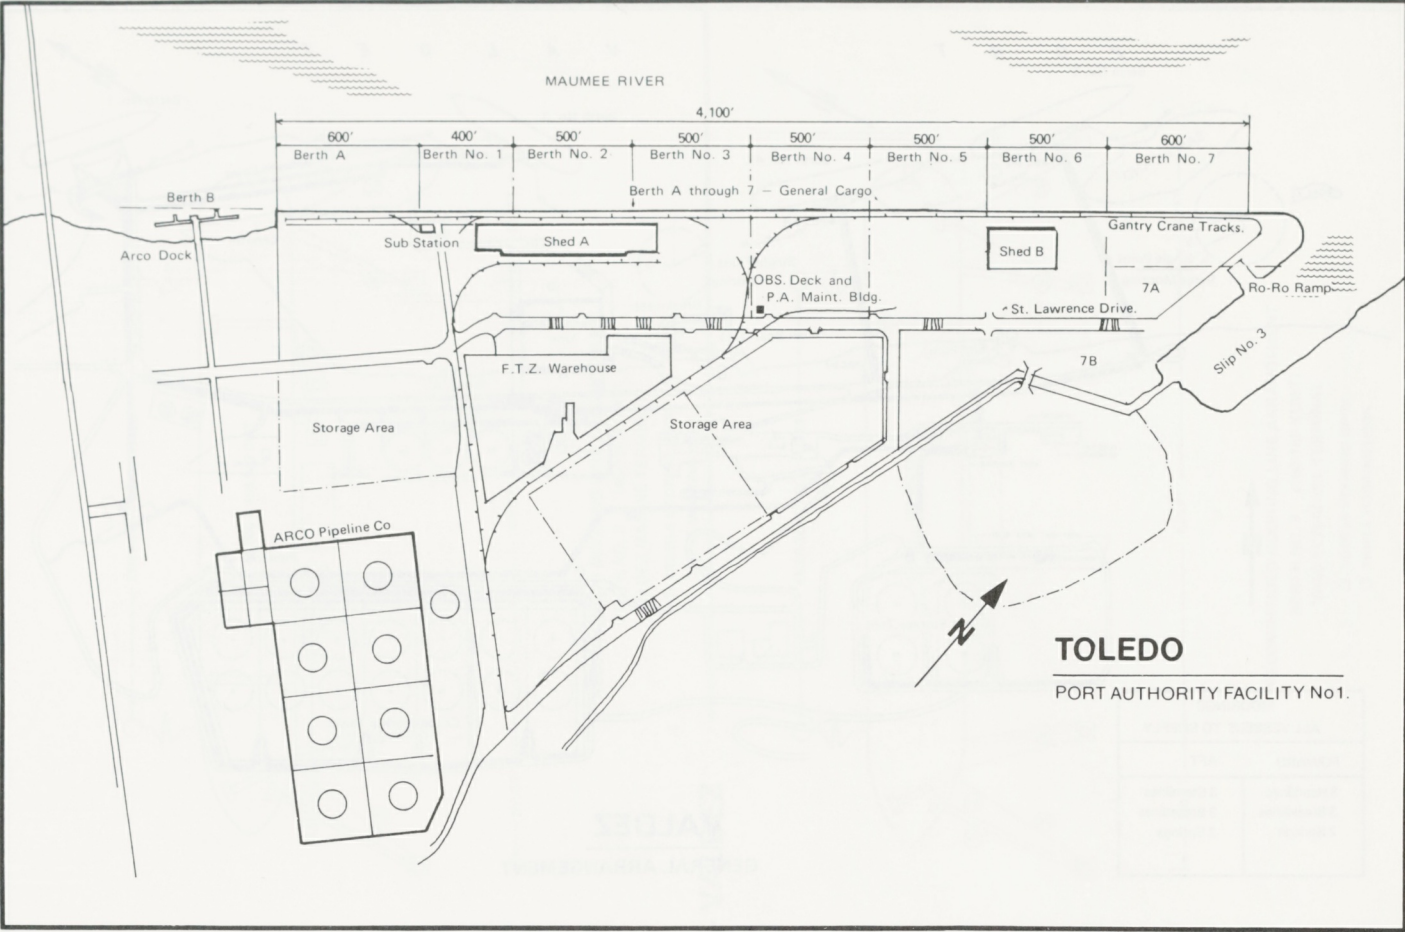 MAUMEE RIVER
4,100'
600' 400' 500' 500' 500' 500' 500' 600'
Berth A Berth No. 1 Berth No. 2 Berth No. 3 Berth No. 4 Berth No. 5 Berth No. 6 Berth No. 7
Berth A through 7 – General Cargo
Berth B
Arco Dock
Sub Station
Shed A
Shed B
Gantry Crane Tracks.
OBS. Deck and
P.A. Maint. Bldg.
7A
Ro-Ro Ramp
St. Lawrence Drive.
F.T.Z. Warehouse
7B
Slip No. 3
Storage Area
Storage Area
ARCO Pipeline Co
N
TOLEDO
PORT AUTHORITY FACILITY No1.